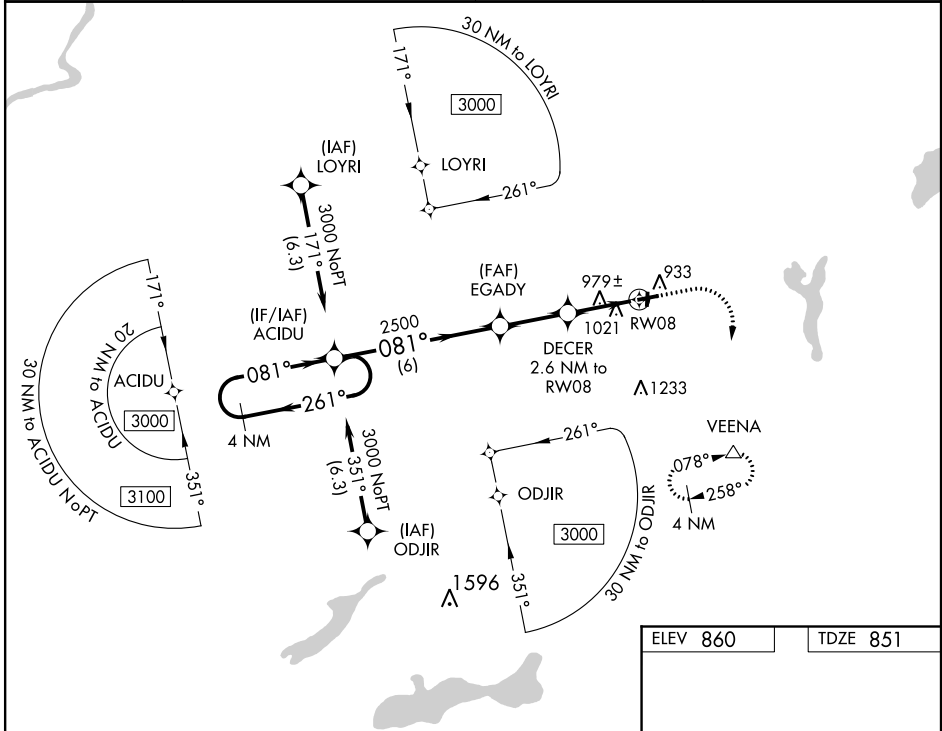 30 NM to LOYRI
171°
3000
LOYRI
261°
(IAF)
LOYRI
3000 NoPT
171°
(6.3)
(FAF)
EGADY
979±
933
1021
RW08
(IF/IAF)
ACIDU
2500
081°
(6)
DECER
2.6 NM to
RW08
1233
081°
261°
4 NM
171°
20 NM to ACIDU
ACIDU
3000
30 NM to ACIDU NoPT
3100
351°
3000 NoPT
351°
(6.3)
(IAF)
ODJIR
261°
ODJIR
3000
30 NM to ODJIR
351°
VEENA
078°
258°
4 NM
1596
ELEV 860
TDZE 851